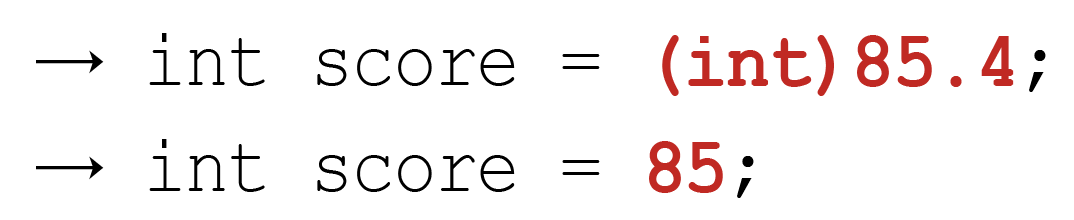 → int score = (int)85.4;
→ int score = 85;